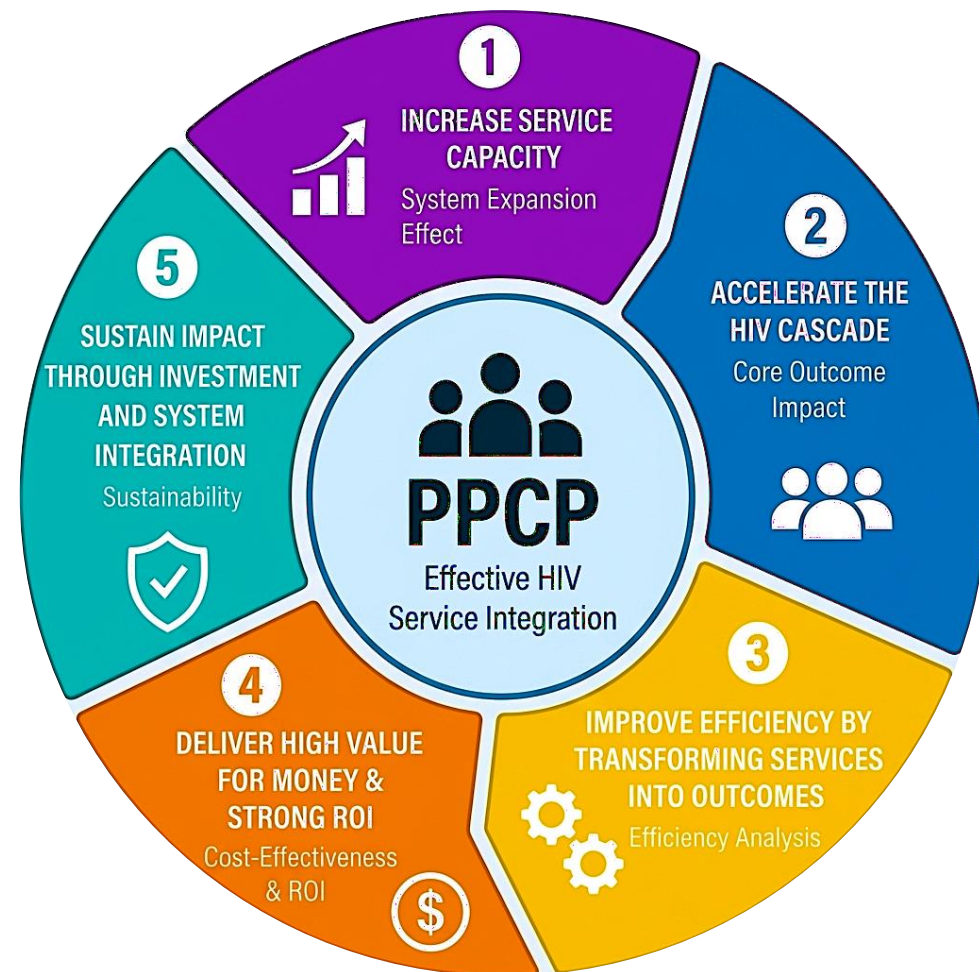 1
INCREASE SERVICE
CAPACITY
System Expansion
Effect
2
ACCELERATE THE
HIV CASCADE
Core Outcome
Impact
3
IMPROVE EFFICIENCY BY
TRANSFORMING SERVICES
INTO OUTCOMES
Efficiency Analysis
4
DELIVER HIGH VALUE
FOR MONEY &
STRONG ROI
Cost-Effectiveness
& ROI
$
5
SUSTAIN IMPACT
THROUGH INVESTMENT
AND SYSTEM
INTEGRATION
Sustainability
PPCP
Effective HIV
Service Integration